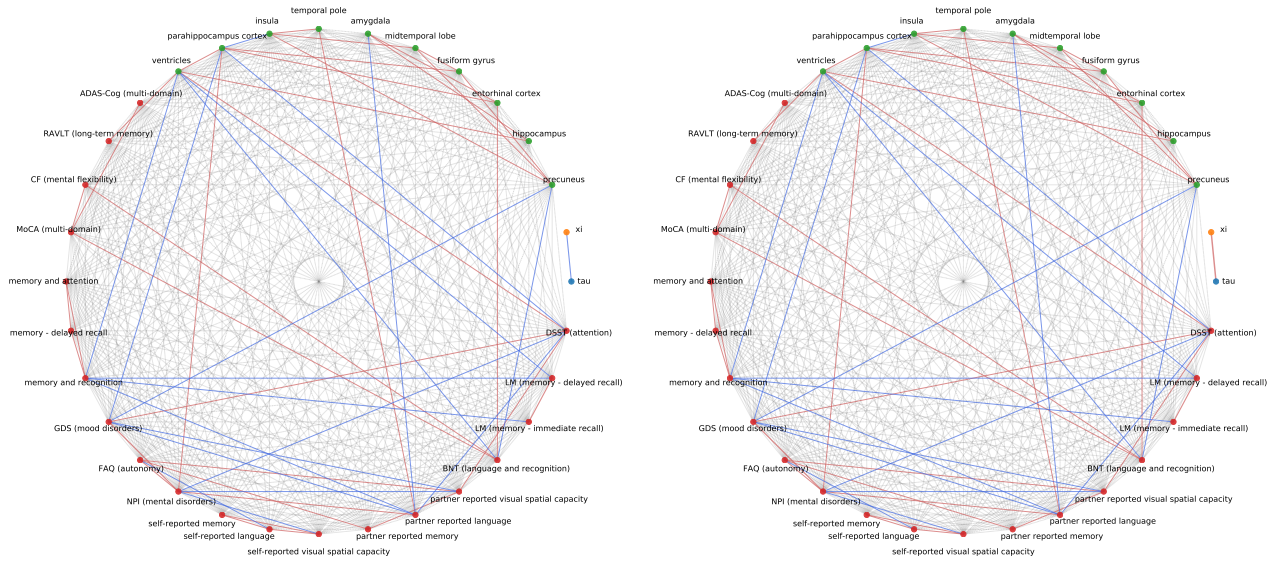 temporal pole
insula
amygdala
parahippocampus cortex
midtemporal lobe
ventricles
fusiform gyrus
ADAS-Cog (multi-domain)
entorhinal cortex
RAVLT (long-term memory)
hippocampus
CF (mental flexibility)
precuneus
MoCA (multi-domain)
xi
memory and attention
tau
memory - delayed recall
DSST (attention)
memory and recognition
LM (memory - delayed recall)
GDS (mood disorders)
LM (memory - immediate recall)
FAQ (autonomy)
BNT (language and recognition)
NPI (mental disorders)
partner reported visual spatial capacity
self-reported memory
partner reported language
self-reported language
partner reported memory
self-reported visual spatial capacity
temporal pole
insula
amygdala
parahippocampus cortex
midtemporal lobe
ventricles
fusiform gyrus
ADAS-Cog (multi-domain)
entorhinal cortex
RAVLT (long-term memory)
hippocampus
CF (mental flexibility)
precuneus
MoCA (multi-domain)
xi
memory and attention
tau
memory - delayed recall
DSST (attention)
memory and recognition
LM (memory - delayed recall)
GDS (mood disorders)
LM (memory - immediate recall)
FAQ (autonomy)
BNT (language and recognition)
NPI (mental disorders)
partner reported visual spatial capacity
self-reported memory
partner reported language
self-reported language
partner reported memory
self-reported visual spatial capacity